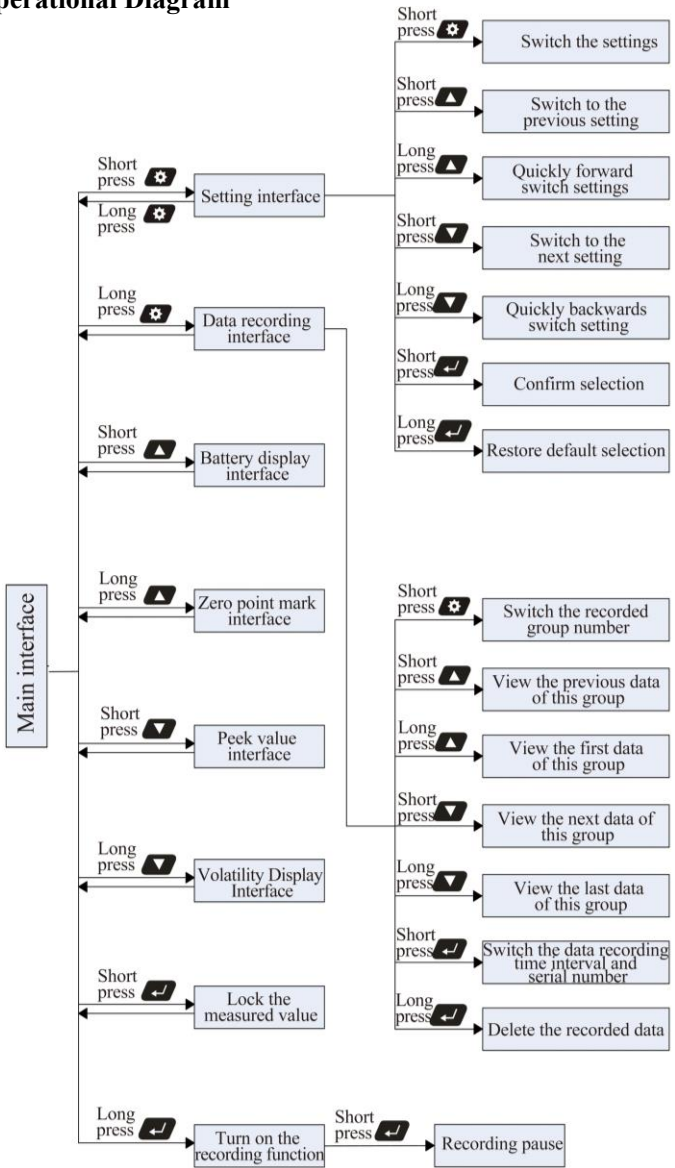 perational Diagram
Main interface
Short
press
Long
press
Setting interface
Long
press
Data recording
interface
Short
press
Battery display
interface
Long
press
Zero point mark
interface
Short
press
Peek value
interface
Long
press
Volatility Display
Interface
Short
press
Lock the
measured value
Long
press
Turn on the
recording function
Short
press
Recording pause
Short
press
Switch the settings
Short
press
Switch to the
previous setting
Long
press
Quickly forward
switch settings
Short
press
Switch to the
next setting
Long
press
Quickly backwards
switch setting
Short
press
Confirm selection
Long
press
Restore default selection
Short
press
Switch the recorded
group number
Short
press
View the previous data
of this group
Long
press
View the first data
of this group
Short
press
View the next data of
this group
Long
press
View the last data
of this group
Short
press
Switch the data recording
time interval and
serial number
Long
press
Delete the recorded data